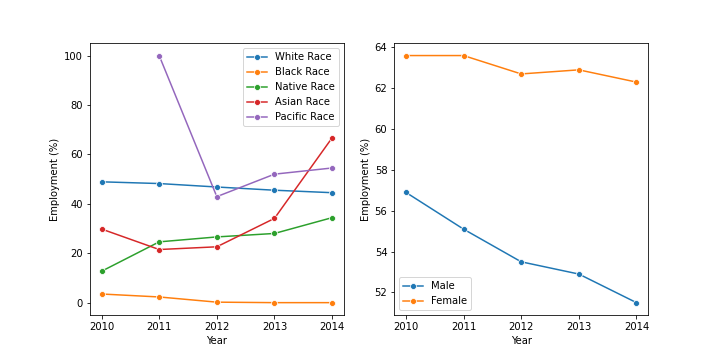 100
80
60
40
20
0
Employment (%)
2010 2011 2012 2013 2014
Year
White Race
Black Race
Native Race
Asian Race
Pacific Race
64
62
60
58
56
54
52
Employment (%)
2010 2011 2012 2013 2014
Year
Male
Female